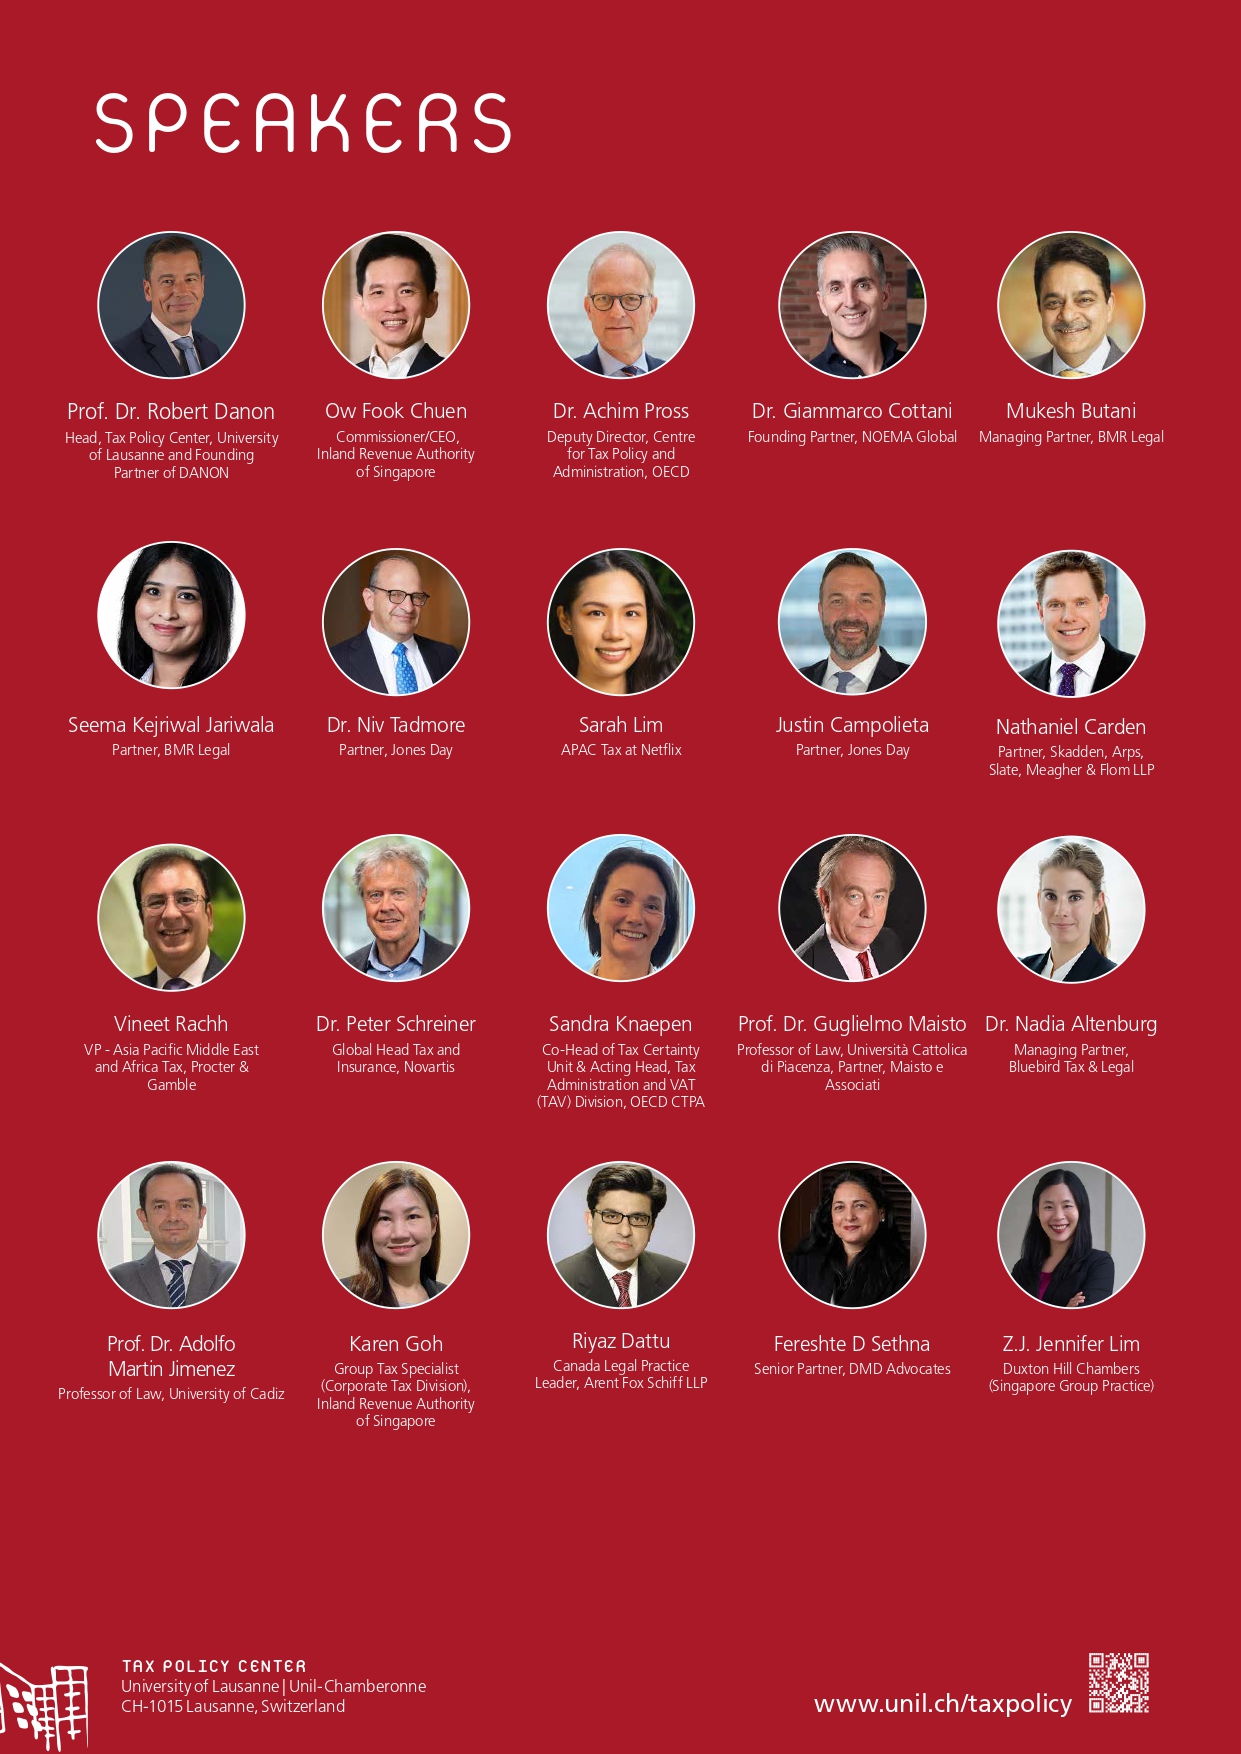 SPEAKERS
Prof. Dr. Robert Danon
Head, Tax Policy Center, University
of Lausanne and Founding
Partner of DANON
Ow Fook Chuen
Commissioner/CEO,
Inland Revenue Authority
of Singapore
Dr. Achim Pross
Deputy Director, Centre
for Tax Policy and
Administration, OECD
Dr. Giammarco Cottani
Founding Partner, NOEMA Global
Mukesh Butani
Managing Partner, BMR Legal
Seema Kejriwal Jariwala
Partner, BMR Legal
Dr. Niv Tadmore
Partner, Jones Day
Sarah Lim
APAC Tax at Netflix
Justin Campolieta
Partner, Jones Day
Nathaniel Carden
Partner, Skadden, Arps,
Slate, Meagher & Flom LLP
Vineet Rachh
VP - Asia Pacific Middle East
and Africa Tax, Procter &
Gamble
Dr. Peter Schreiner
Global Head Tax and
Insurance, Novartis
Sandra Knaepen
Co-Head of Tax Certainty
Unit & Acting Head, Tax
Administration and VAT
(TAV) Division, OECD CTPA
Prof. Dr. Guglielmo Maisto
Professor of Law, Università Cattolica
di Piacenza, Partner, Maisto e
Associati
Dr. Nadia Altenburg
Managing Partner,
Bluebird Tax & Legal
Prof. Dr. Adolfo
Martin Jimenez
Professor of Law, University of Cadiz
Karen Goh
Group Tax Specialist
(Corporate Tax Division),
Inland Revenue Authority
of Singapore
Riyaz Dattu
Canada Legal Practice
Leader, Arent Fox Schiff LLP
Fereshte D Sethna
Senior Partner, DMD Advocates
Z.J. Jennifer Lim
Duxton Hill Chambers
(Singapore Group Practice)
TAX POLICY CENTER
University of Lausanne | Unil-Chamberonne
CH-1015 Lausanne, Switzerland
www.unil.ch/taxpolicy